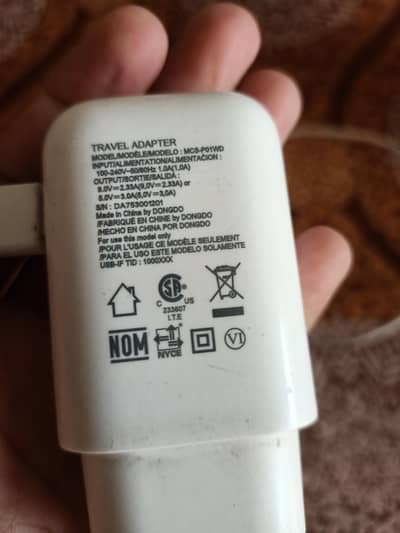 TRAVEL ADAPTER
MODEL/MODÈLE/MODELO : MCS-P01WD
INPUT/ALIMENTATION/ALIMENTACION :
100-240V~50/60Hz 1.0A(1,0A)
OUTPUT/SORTIE/SALIDA :
9.0V⎓2.33A(9,0V⎓2.33A) or
5.0V⎓3.0A(5,0V⎓3,0A)
S/N : DA753001201
Made in China by DONGDO
/FABRIQUÉ EN CHINE by DONGDO
/HECHO EN CHINA POR DONGDO
For use this model only
/POUR L'USAGE CE MODÈLE SEULEMENT
/PARA EL USO ESTE MODELO SOLAMENTE
USB-IF TID : 1000XXX
SA ®
C US
233607
I.T.E
NOM
NYCE
VI